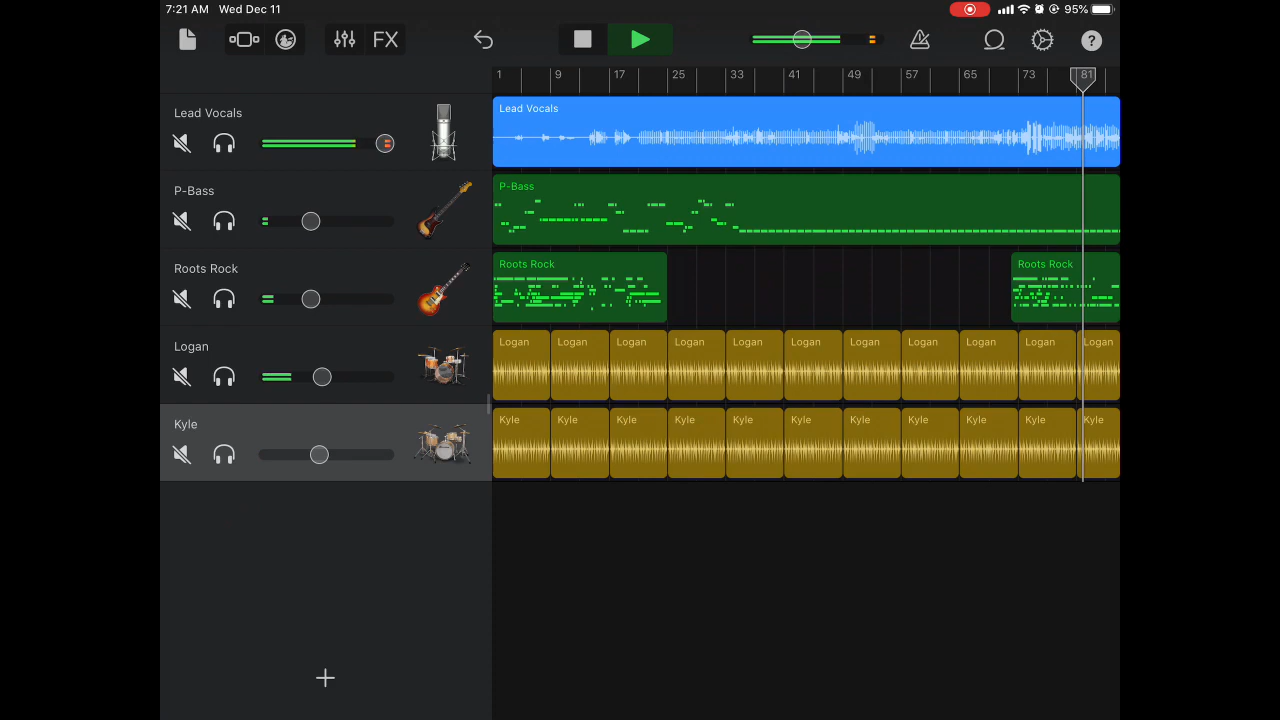 7:21 AM Wed Dec 11 95%
FX ?
1 9 17 25 33 41 49 57 65 73 81
Lead Vocals
Lead Vocals
P-Bass
P-Bass
Roots Rock
Roots Rock Roots Rock
Logan
Logan Logan Logan Logan Logan Logan Logan Logan Logan Logan Logan
Kyle
Kyle Kyle Kyle Kyle Kyle Kyle Kyle Kyle Kyle Kyle Kyle